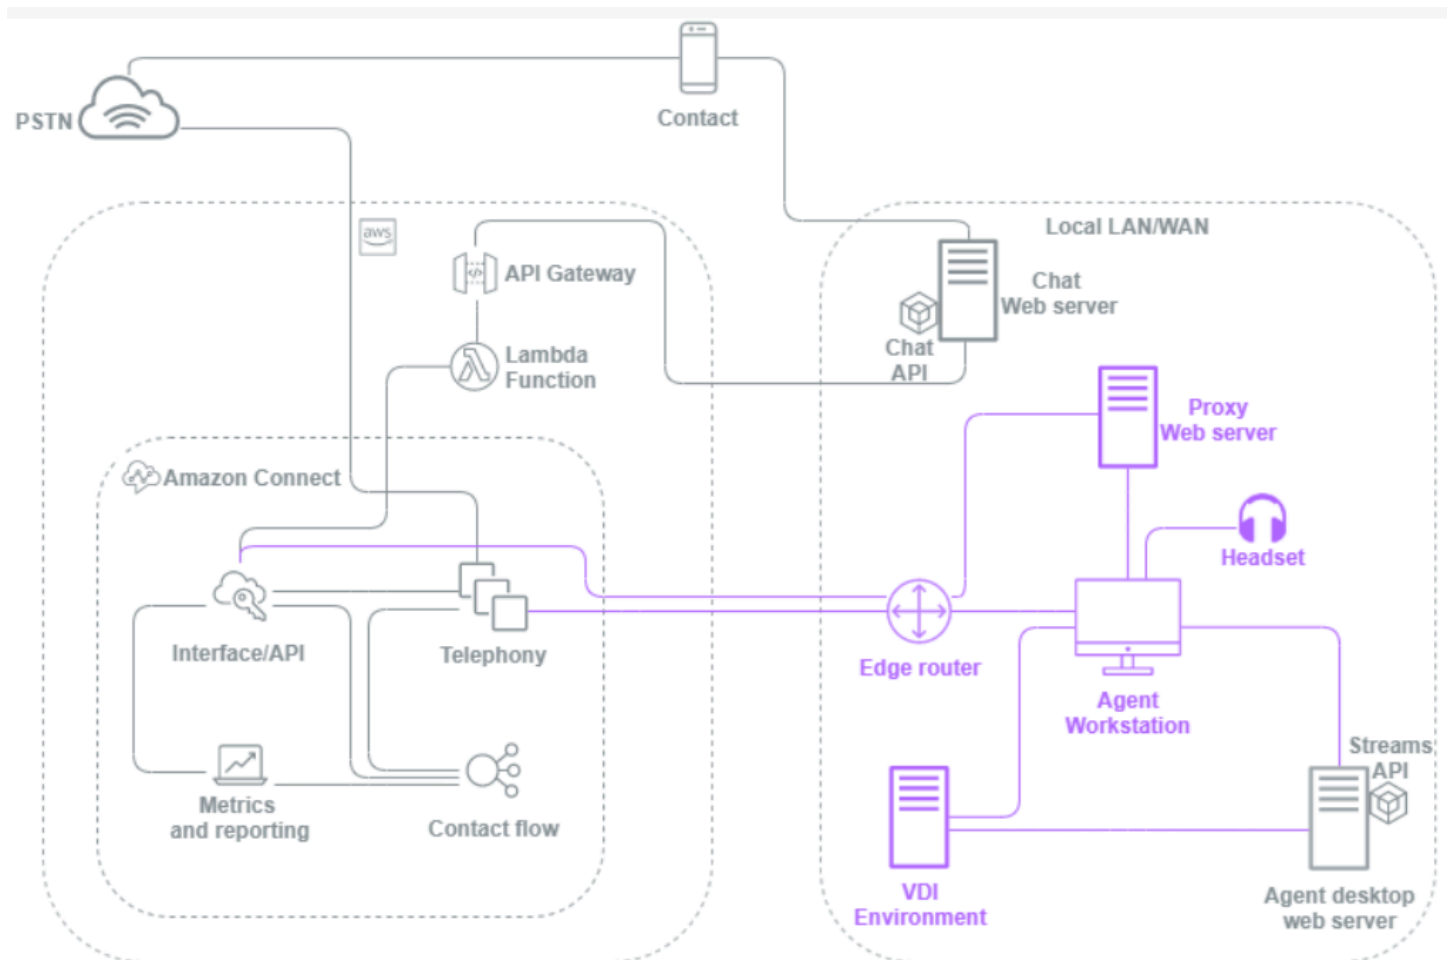 Contact
PSTN
aws
Local LAN/WAN
API Gateway
Chat
Web server
Chat
API
Lambda
Function
Proxy
Web server
Amazon Connect
Headset
Interface/API
Telephony
Edge router
Agent
Workstation
Streams
API
Metrics
and reporting
Contact flow
VDI
Environment
Agent desktop
web server